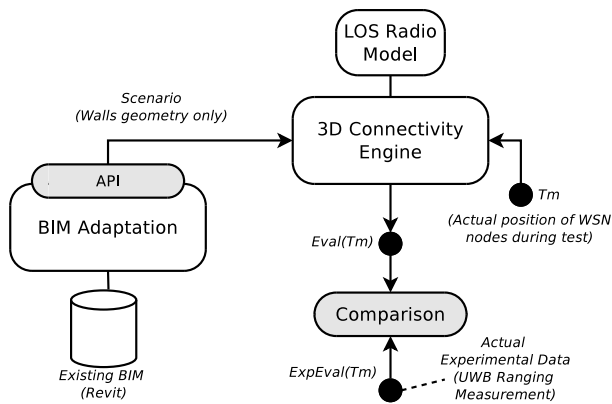 LOS Radio
Model
Scenario
(Walls geometry only)
3D Connectivity
Engine
API
BIM Adaptation
Tm
(Actual position of WSN
nodes during test)
Eval(Tm)
Comparison
Existing BIM
(Revit)
ExpEval(Tm)
Actual
Experimental Data
(UWB Ranging
Measurement)